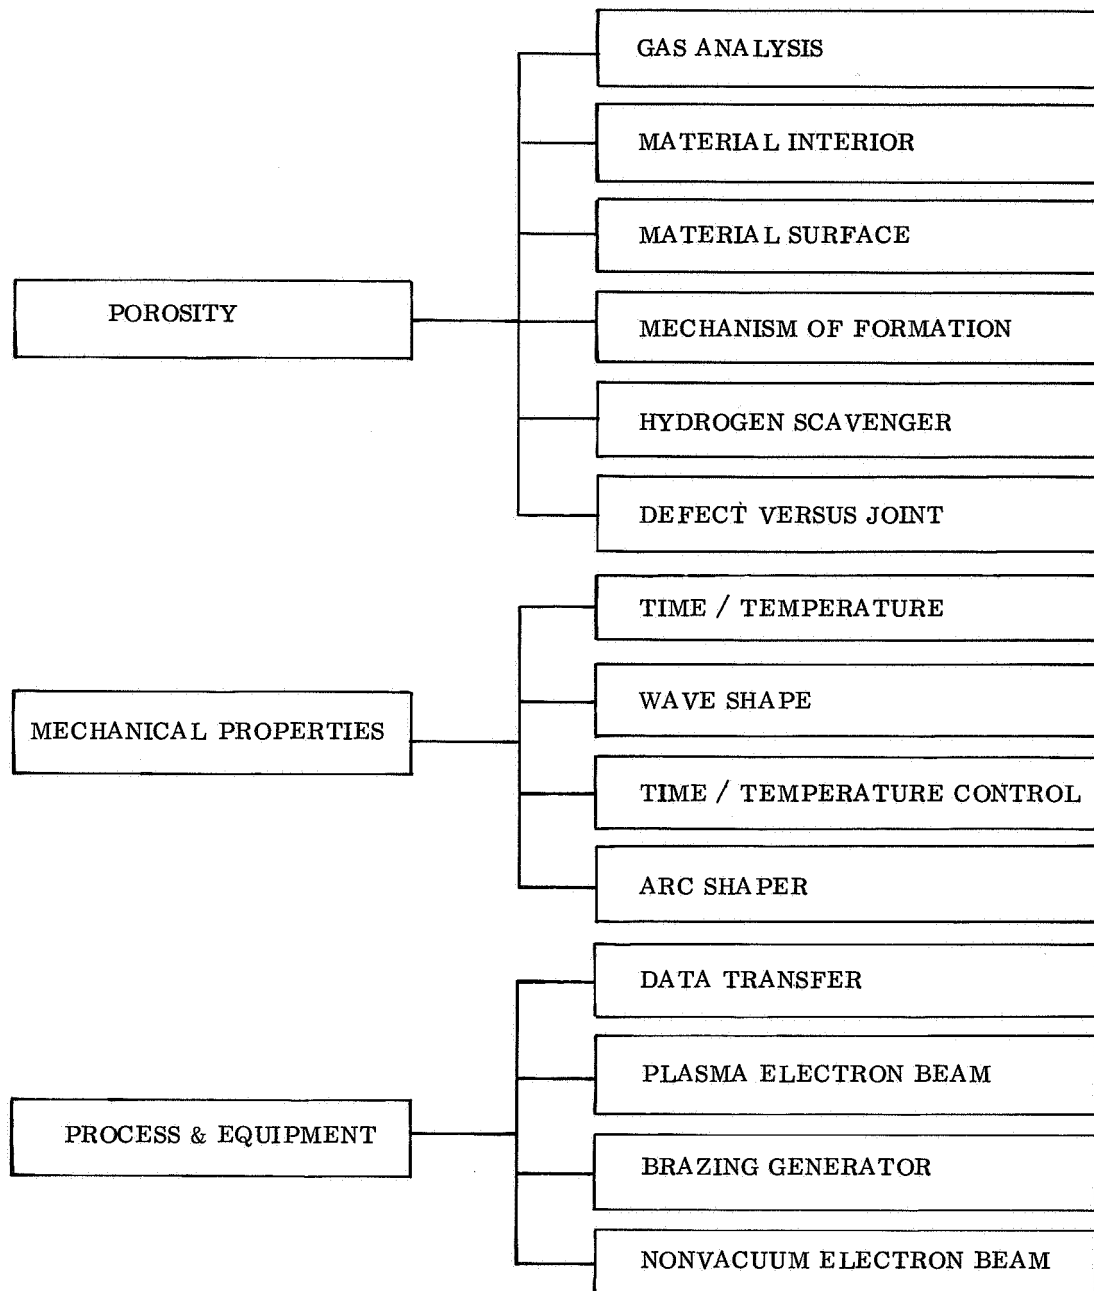 POROSITY
GAS ANALYSIS
MATERIAL INTERIOR
MATERIAL SURFACE
MECHANISM OF FORMATION
HYDROGEN SCAVENGER
DEFECT VERSUS JOINT
MECHANICAL PROPERTIES
TIME / TEMPERATURE
WAVE SHAPE
TIME / TEMPERATURE CONTROL
ARC SHAPER
PROCESS & EQUIPMENT
DATA TRANSFER
PLASMA ELECTRON BEAM
BRAZING GENERATOR
NONVACUUM ELECTRON BEAM